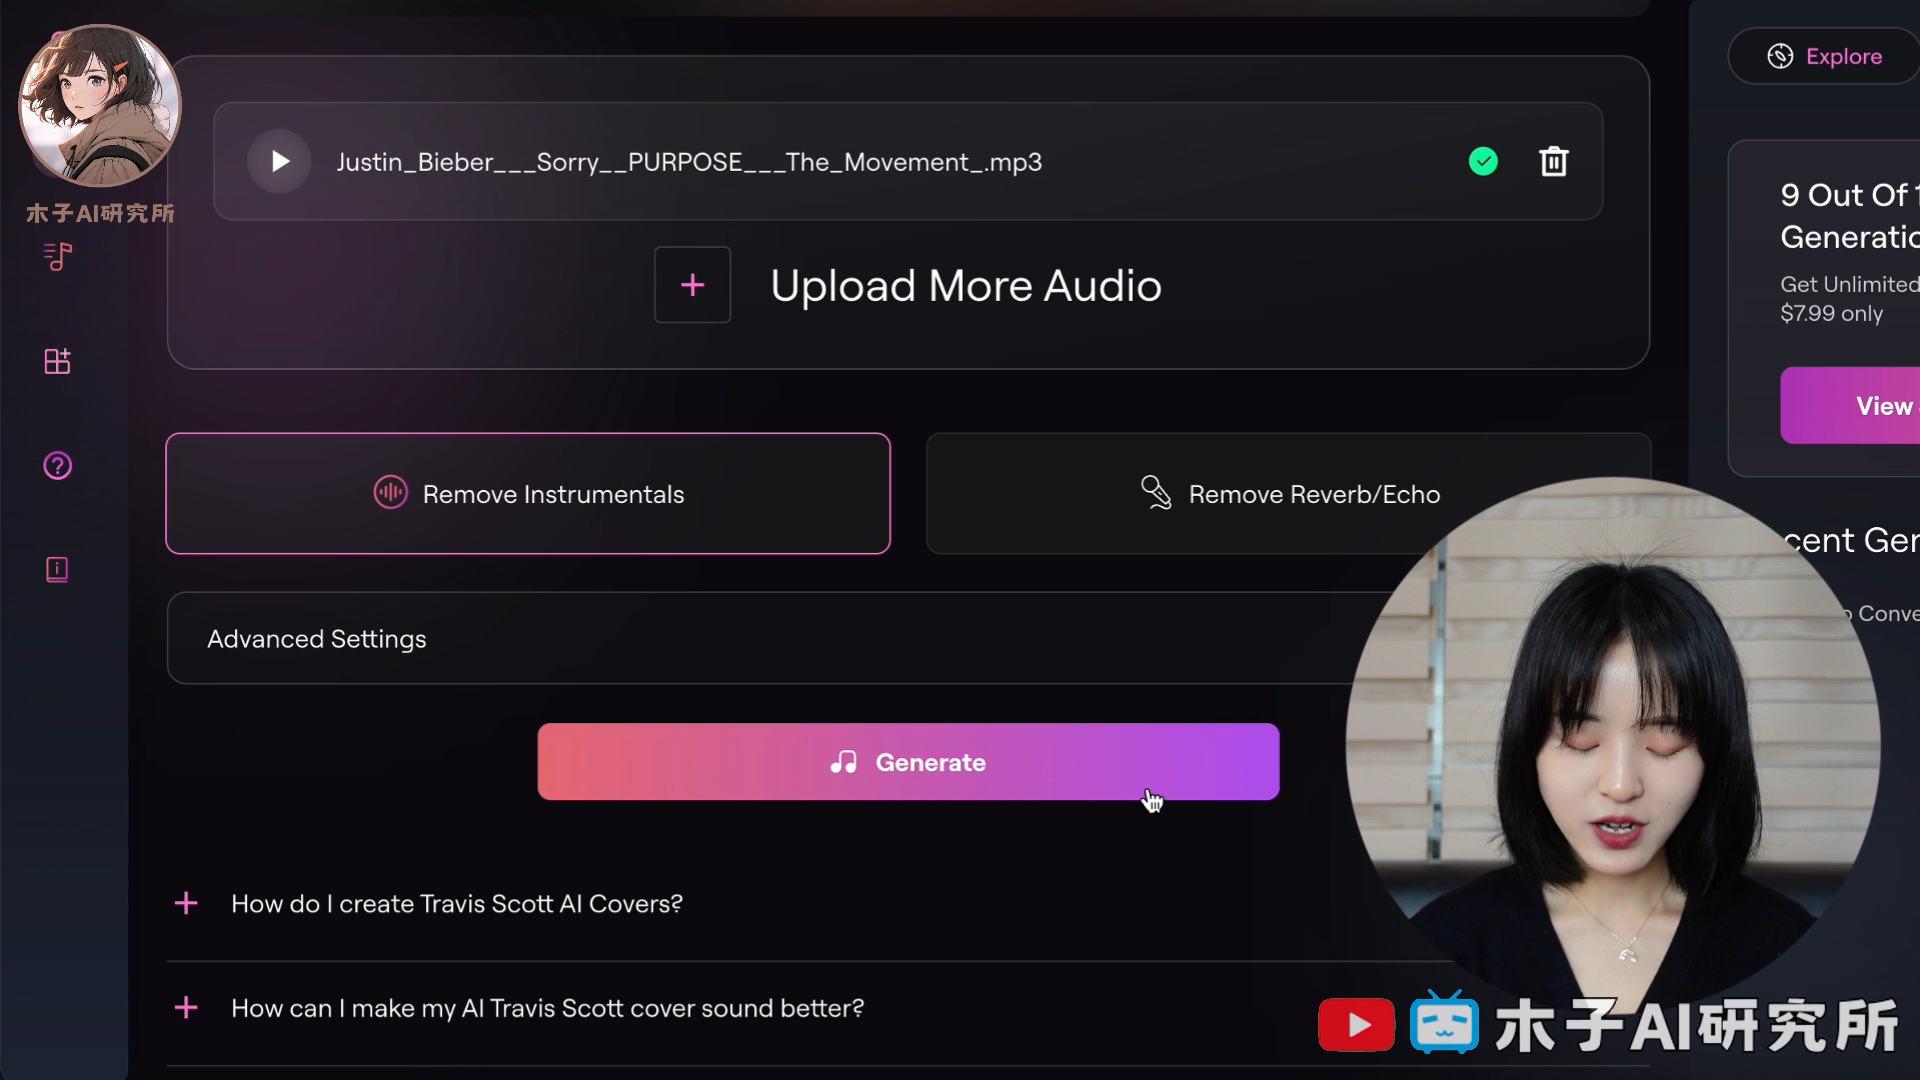 木子AI研究所
Justin_Bieber___Sorry__PURPOSE___The_Movement_.mp3
Upload More Audio
Remove Instrumentals
Remove Reverb/Echo
Advanced Settings
Generate
How do I create Travis Scott AI Covers?
How can I make my AI Travis Scott cover sound better?
Explore
9 Out Of
Generatio
Get Unlimited
$7.99 only
View
cent Ger
Conve
木子AI研究所